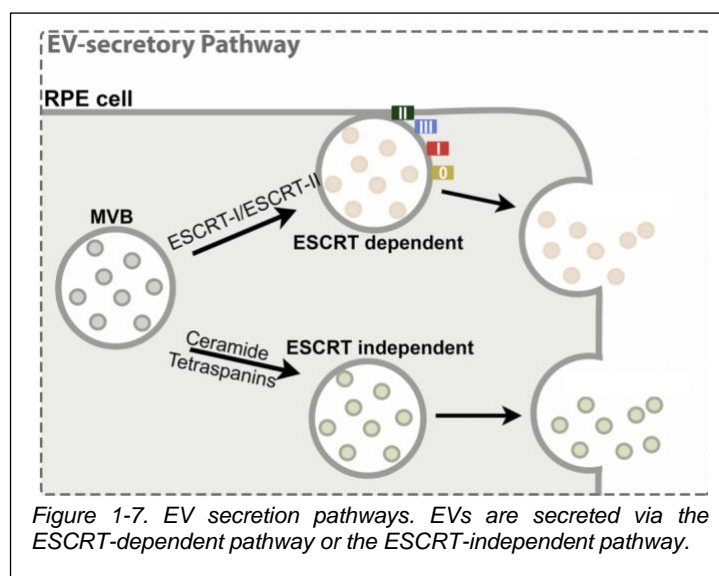 EV-secretory Pathway
RPE cell
II
III
I
0
MVB
ESCRT-I/ESCRT-II
ESCRT dependent
Ceramide
Tetraspanins
ESCRT independent
Figure 1-7. EV secretion pathways. EVs are secreted via the
ESCRT-dependent pathway or the ESCRT-independent pathway.